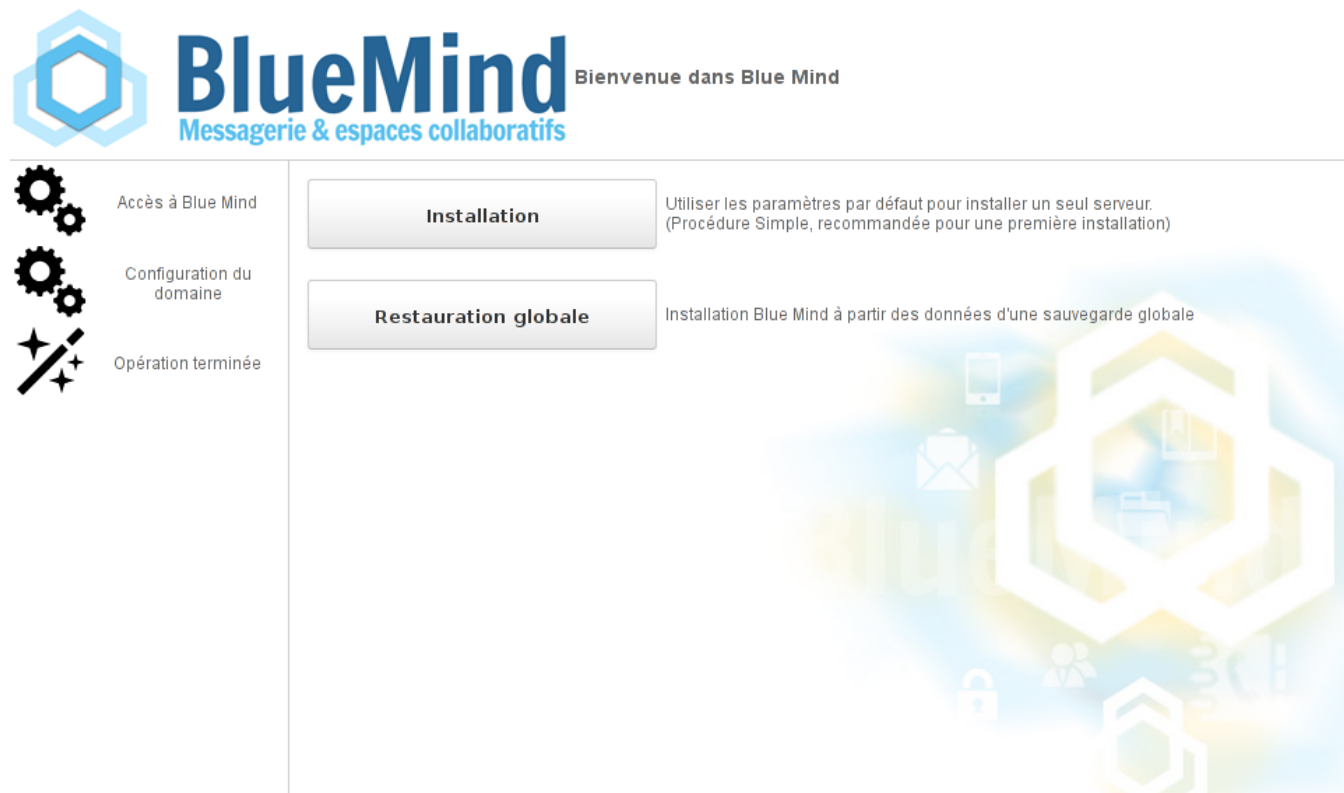 BlueMind
Messagerie & espaces collaboratifs
Bienvenue dans Blue Mind
Accès à Blue Mind
Configuration du
domaine
Opération terminée
Installation
Utiliser les paramètres par défaut pour installer un seul serveur.
(Procédure Simple, recommandée pour une première installation)
Restauration globale
Installation Blue Mind à partir des données d'une sauvegarde globale
BlueMind